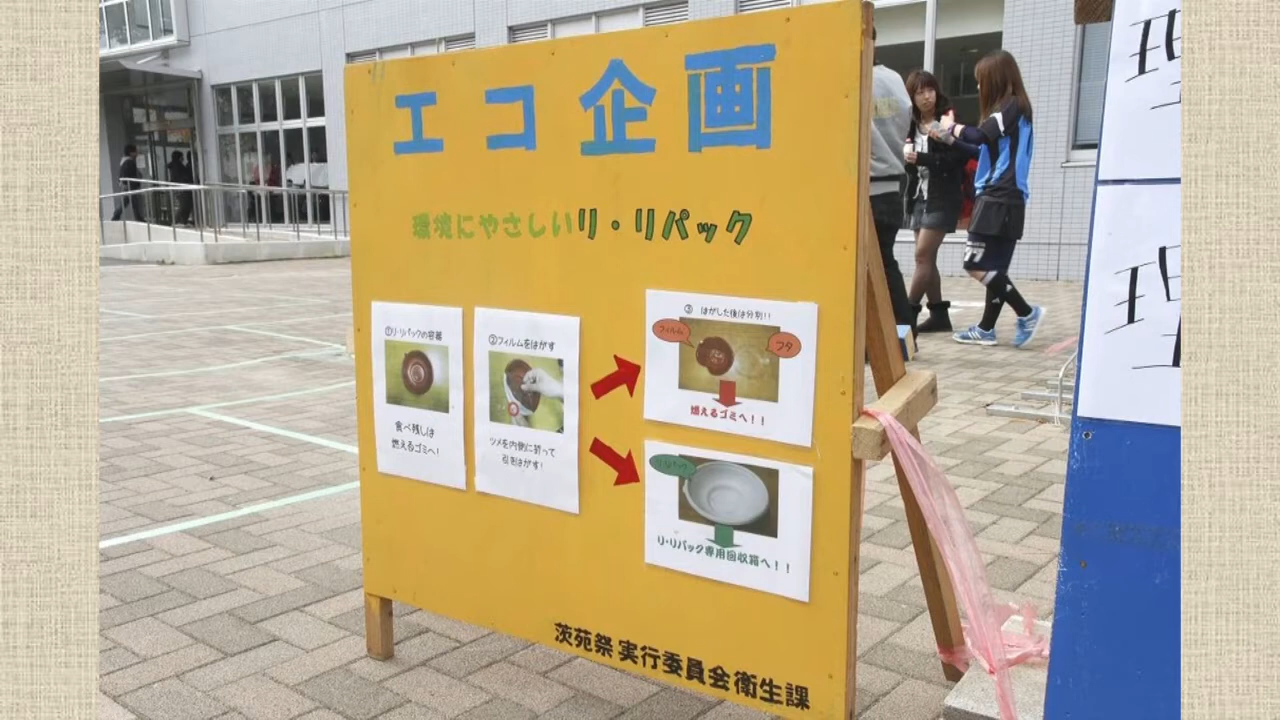 エコ企画
環境にやさしいリ・リパック
①リ・リパックの容器
食べ残しは
燃えるゴミへ!
②フィルムをはがす
ツメを内側に折って
引をはがす!
③ はがした後は分別!!
フィルム
フタ
燃えるゴミへ!!
リ・リパック
リ・リパック専用回収箱へ!!
茨苑祭実行委員会衛生課
理
理